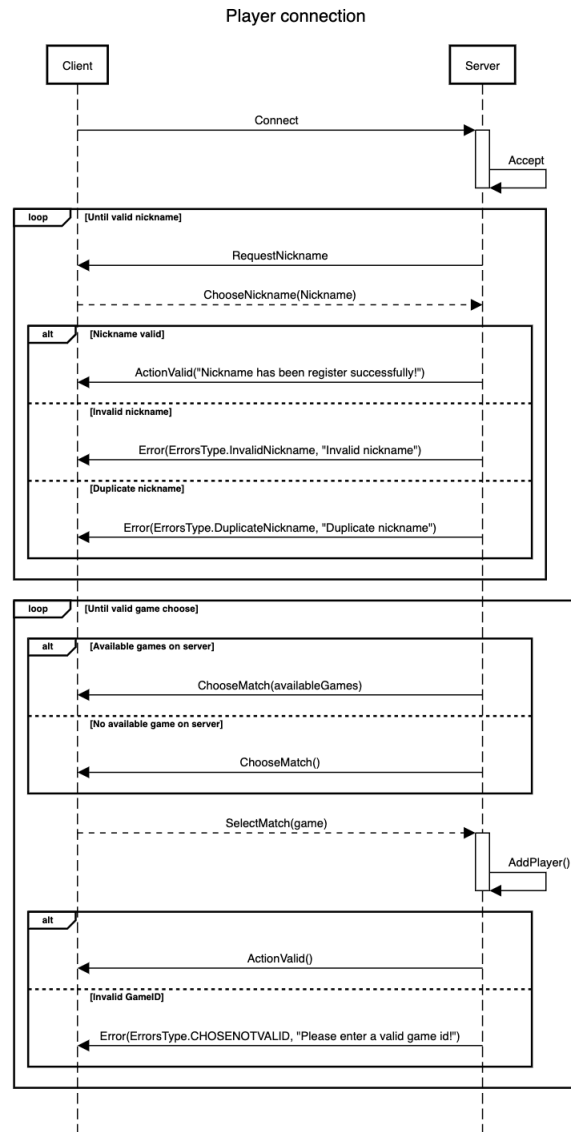 Player connection
Client
Server
Connect
Accept
loop
[Until valid nickname]
RequestNickname
ChooseNickname(Nickname)
alt
[Nickname valid]
ActionValid("Nickname has been register successfully!")
[Invalid nickname]
Error(ErrorsType.InvalidNickname, "Invalid nickname")
[Duplicate nickname]
Error(ErrorsType.DuplicateNickname, "Duplicate nickname")
loop
[Until valid game choose]
alt
[Available games on server]
ChooseMatch(availableGames)
[No available game on server]
ChooseMatch()
SelectMatch(game)
AddPlayer()
alt
ActionValid()
[Invalid GameID]
Error(ErrorsType.CHOSENOTVALID, "Please enter a valid game id!")